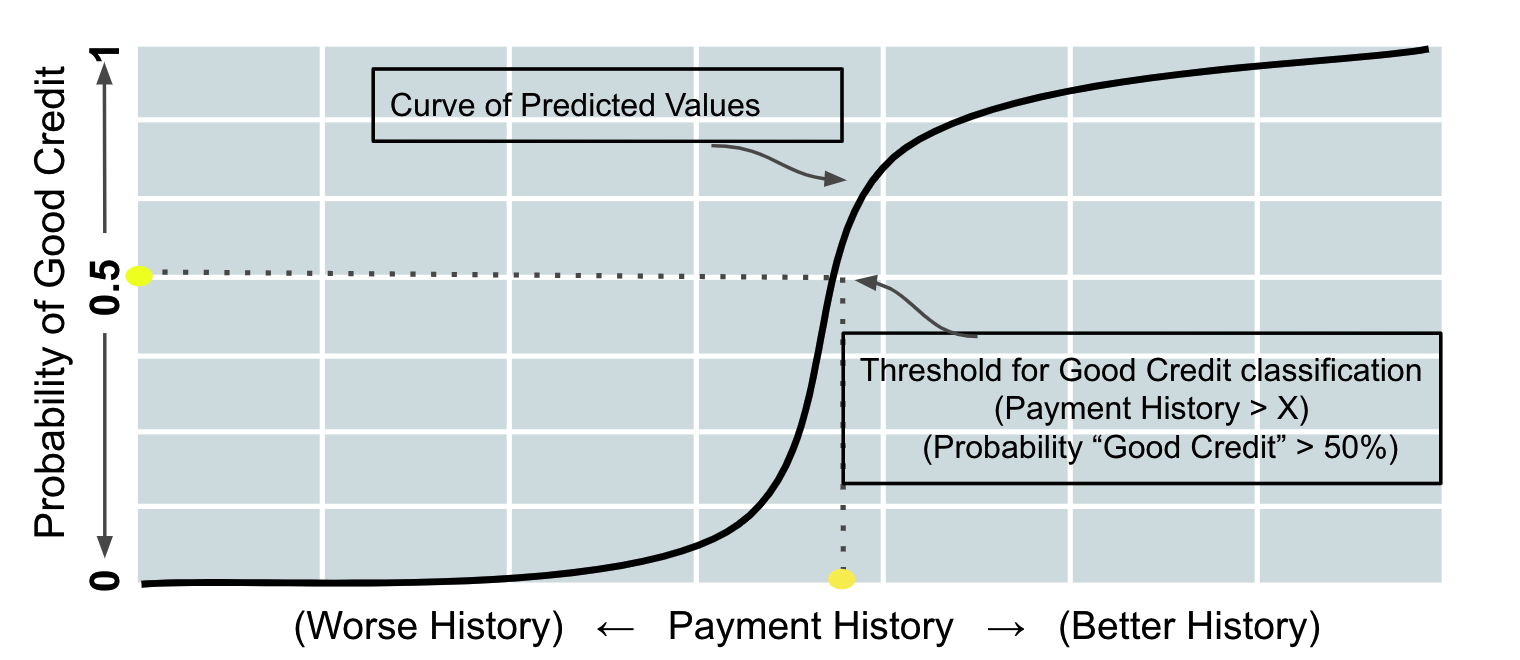 Probability of Good Credit
1
0.5
0
Curve of Predicted Values
Threshold for Good Credit classification
(Payment History > X)
(Probability “Good Credit” > 50%)
(Worse History) ← Payment History → (Better History)